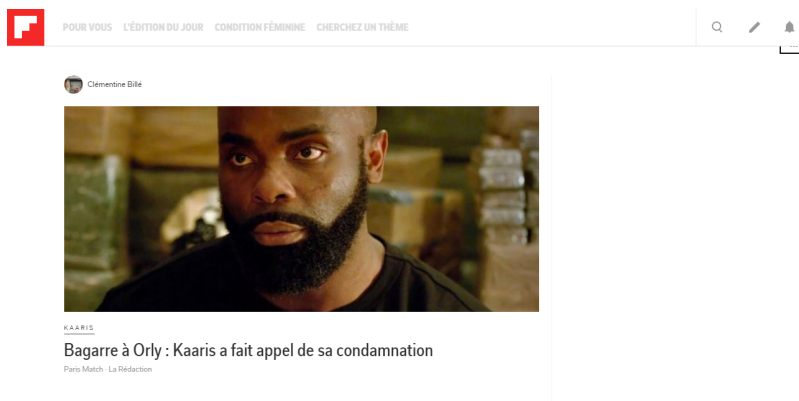 POUR VOUS L'ÉDITION DU JOUR CONDITION FÉMININE CHERCHEZ UN THÈME
Clémentine Billé
KAARIS
Bagarre à Orly : Kaaris a fait appel de sa condamnation
Paris Match · La Rédaction